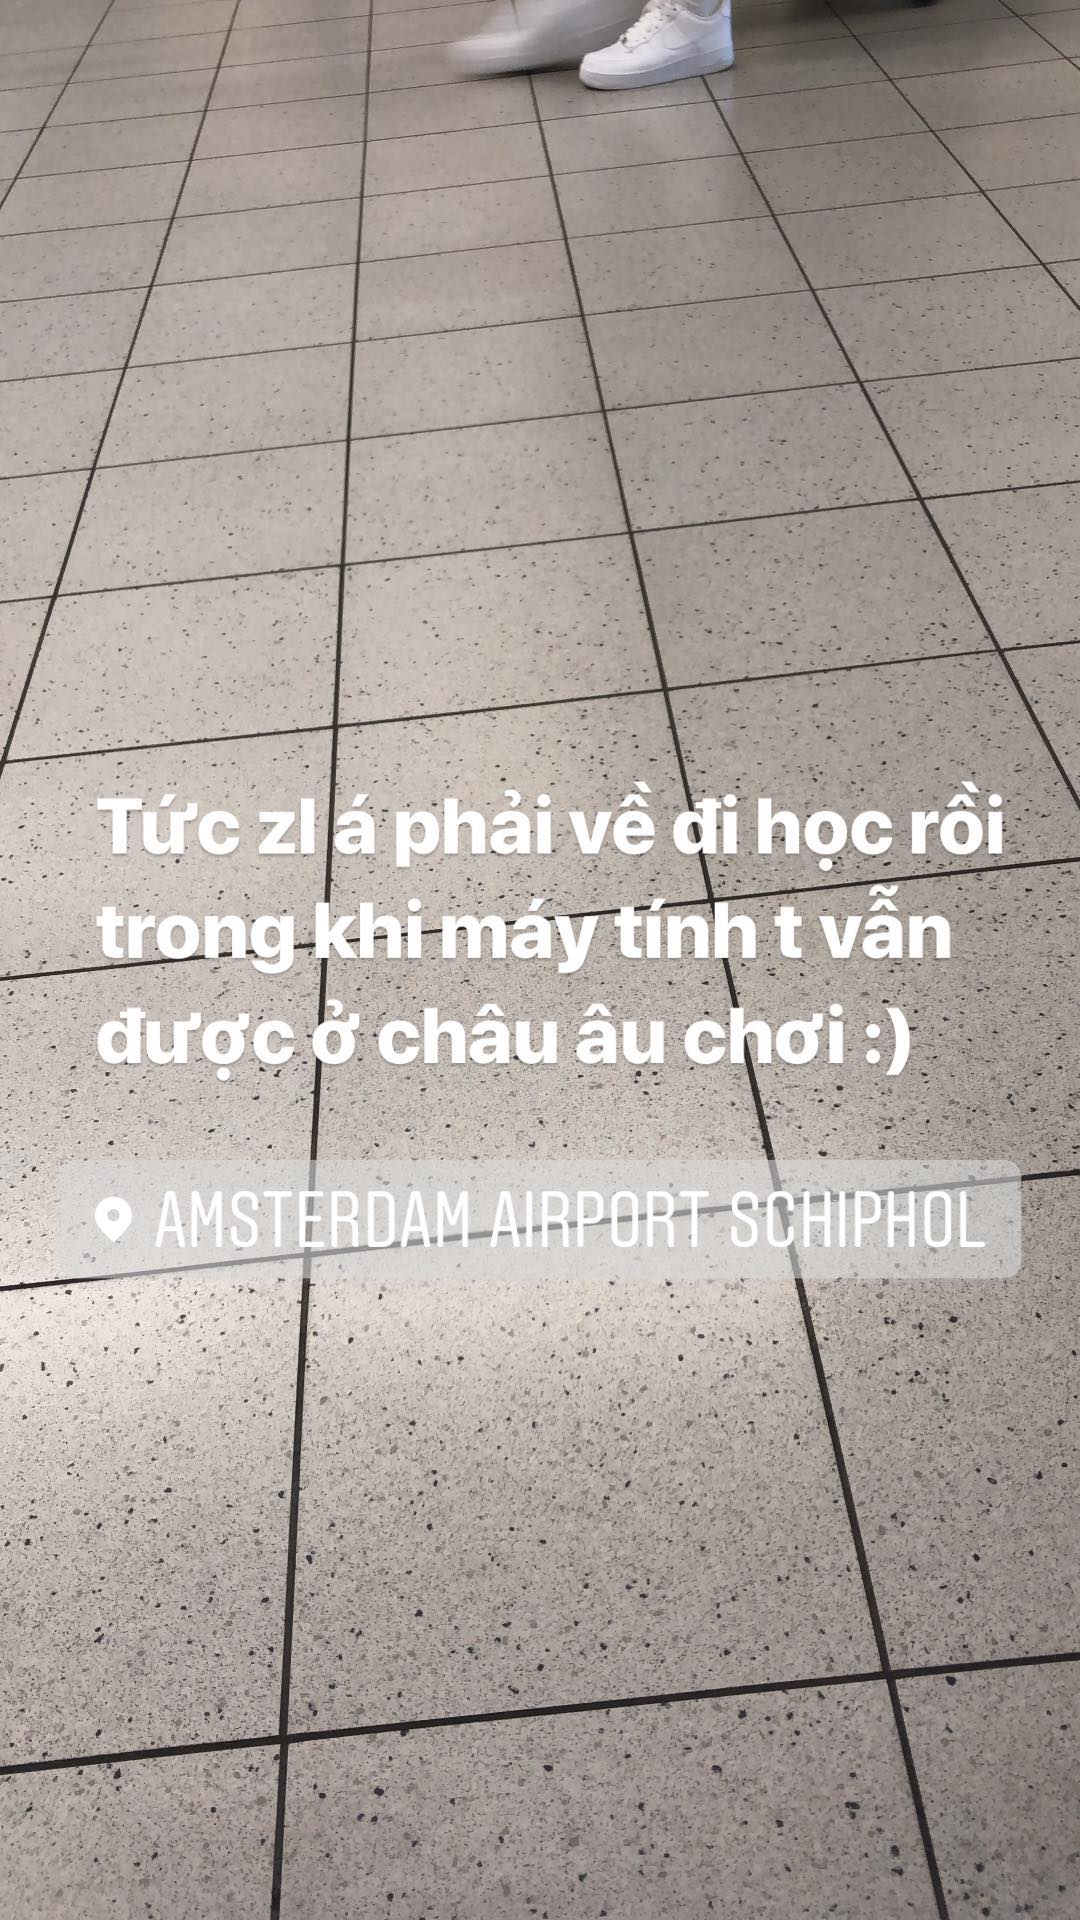 Tức zl á phải về đi học rồi
trong khi máy tính t vẫn
được ở châu âu chơi :)
AMSTERDAM AIRPORT SCHIPHOL